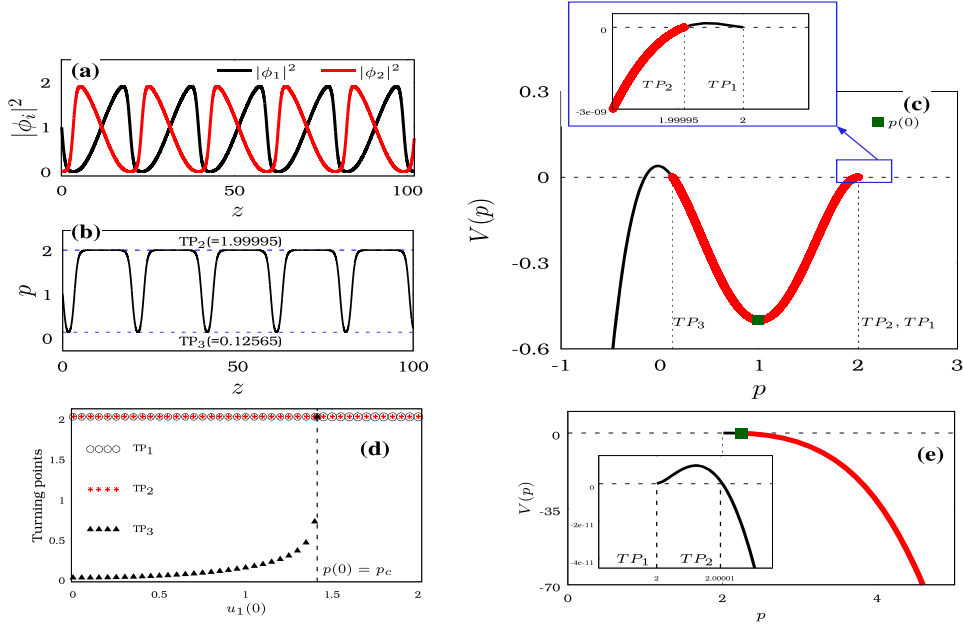 (a)
|ϕ₁|²
|ϕ₂|²
|ϕᵢ|²
2
1
0
0
50
100
z
(b)
TP₂(=1.99995)
p
2
1
0
TP₃(=0.12565)
0
50
100
z
0
-3e-09
TP₂
TP₁
1.99995
2
(c)
p(0)
V(p)
0.3
0
-0.3
-0.6
TP₃
TP₂, TP₁
-1
0
1
2
3
p
(d)
Turning points
2
1.5
1
0.5
0
TP₁
TP₂
TP₃
p(0) = p_c
0
0.5
1
1.5
2
u₁(0)
(e)
V(p)
0
-35
-70
0
-2e-11
-4e-11
TP₁
TP₂
2
2.00001
0
2
4
p